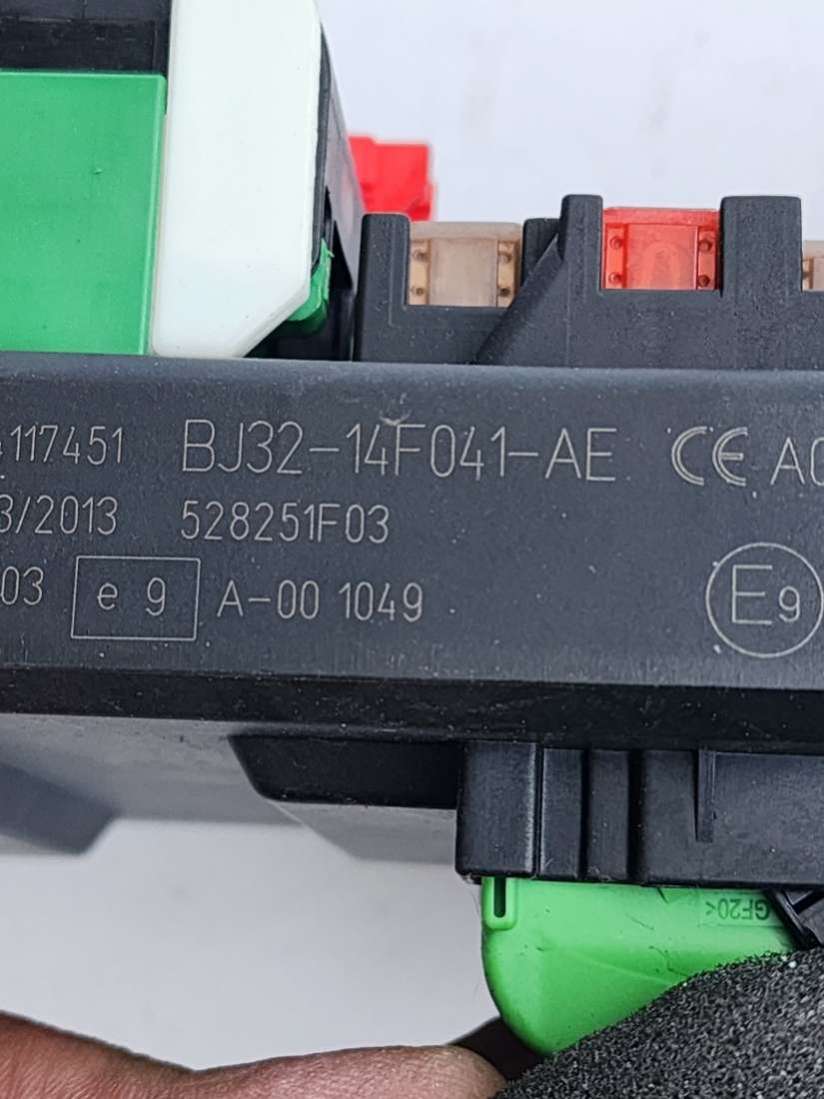 117451 BJ32-14F041-AE CE A
3/2013 528251F03
03 e 9 A-00 1049 E9
GF20<